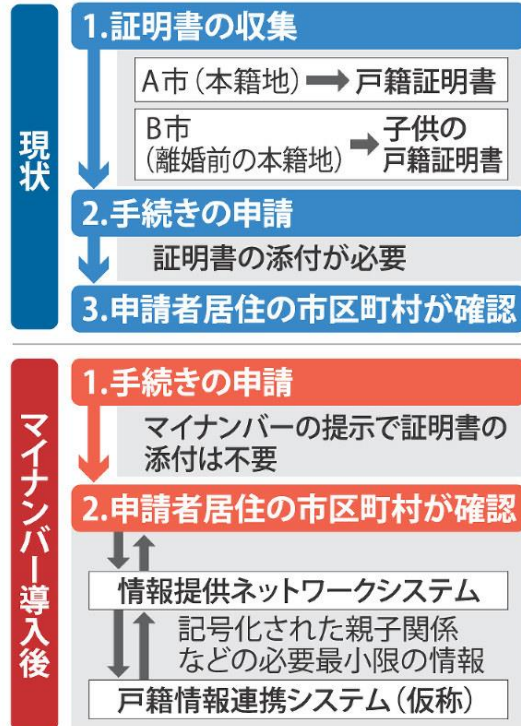 現状
1.証明書の収集
A市(本籍地)➡戸籍証明書
B市
(離婚前の本籍地)➡子供の
戸籍証明書
2.手続きの申請
証明書の添付が必要
3.申請者居住の市区町村が確認
マイナンバー導入後
1.手続きの申請
マイナンバーの提示で証明書の
添付は不要
2.申請者居住の市区町村が確認
情報提供ネットワークシステム
記号化された親子関係
などの必要最小限の情報
戸籍情報連携システム(仮称)